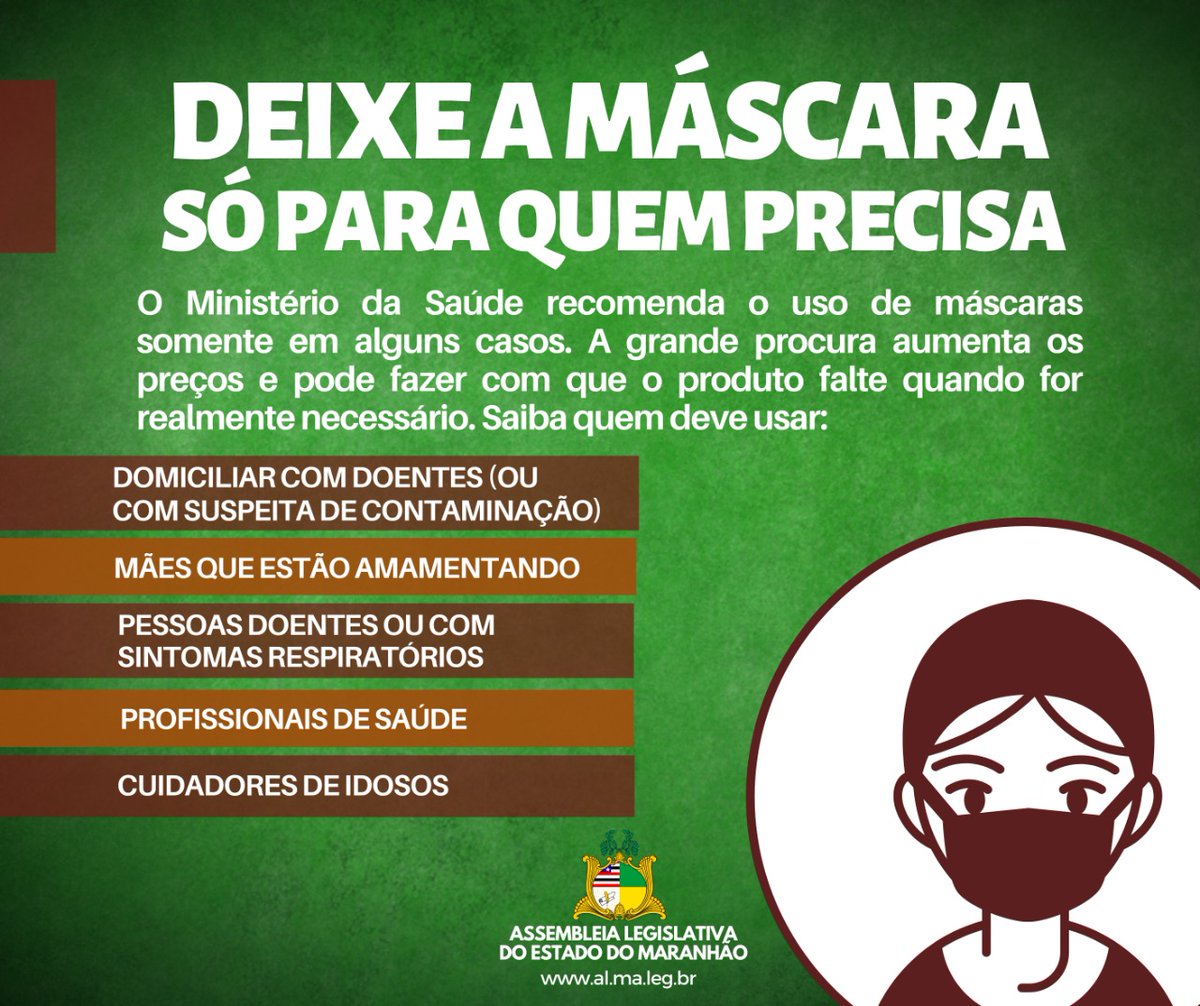 DEIXE A MÁSCARA
SÓ PARA QUEM PRECISA
O Ministério da Saúde recomenda o uso de máscaras
somente em alguns casos. A grande procura aumenta os
preços e pode fazer com que o produto falte quando for
realmente necessário. Saiba quem deve usar:
DOMICILIAR COM DOENTES (OU
COM SUSPEITA DE CONTAMINAÇÃO)
MÃES QUE ESTÃO AMAMENTANDO
PESSOAS DOENTES OU COM
SINTOMAS RESPIRATÓRIOS
PROFISSIONAIS DE SAÚDE
CUIDADORES DE IDOSOS
ASSEMBLEIA LEGISLATIVA
DO ESTADO DO MARANHÃO
www.al.ma.leg.br